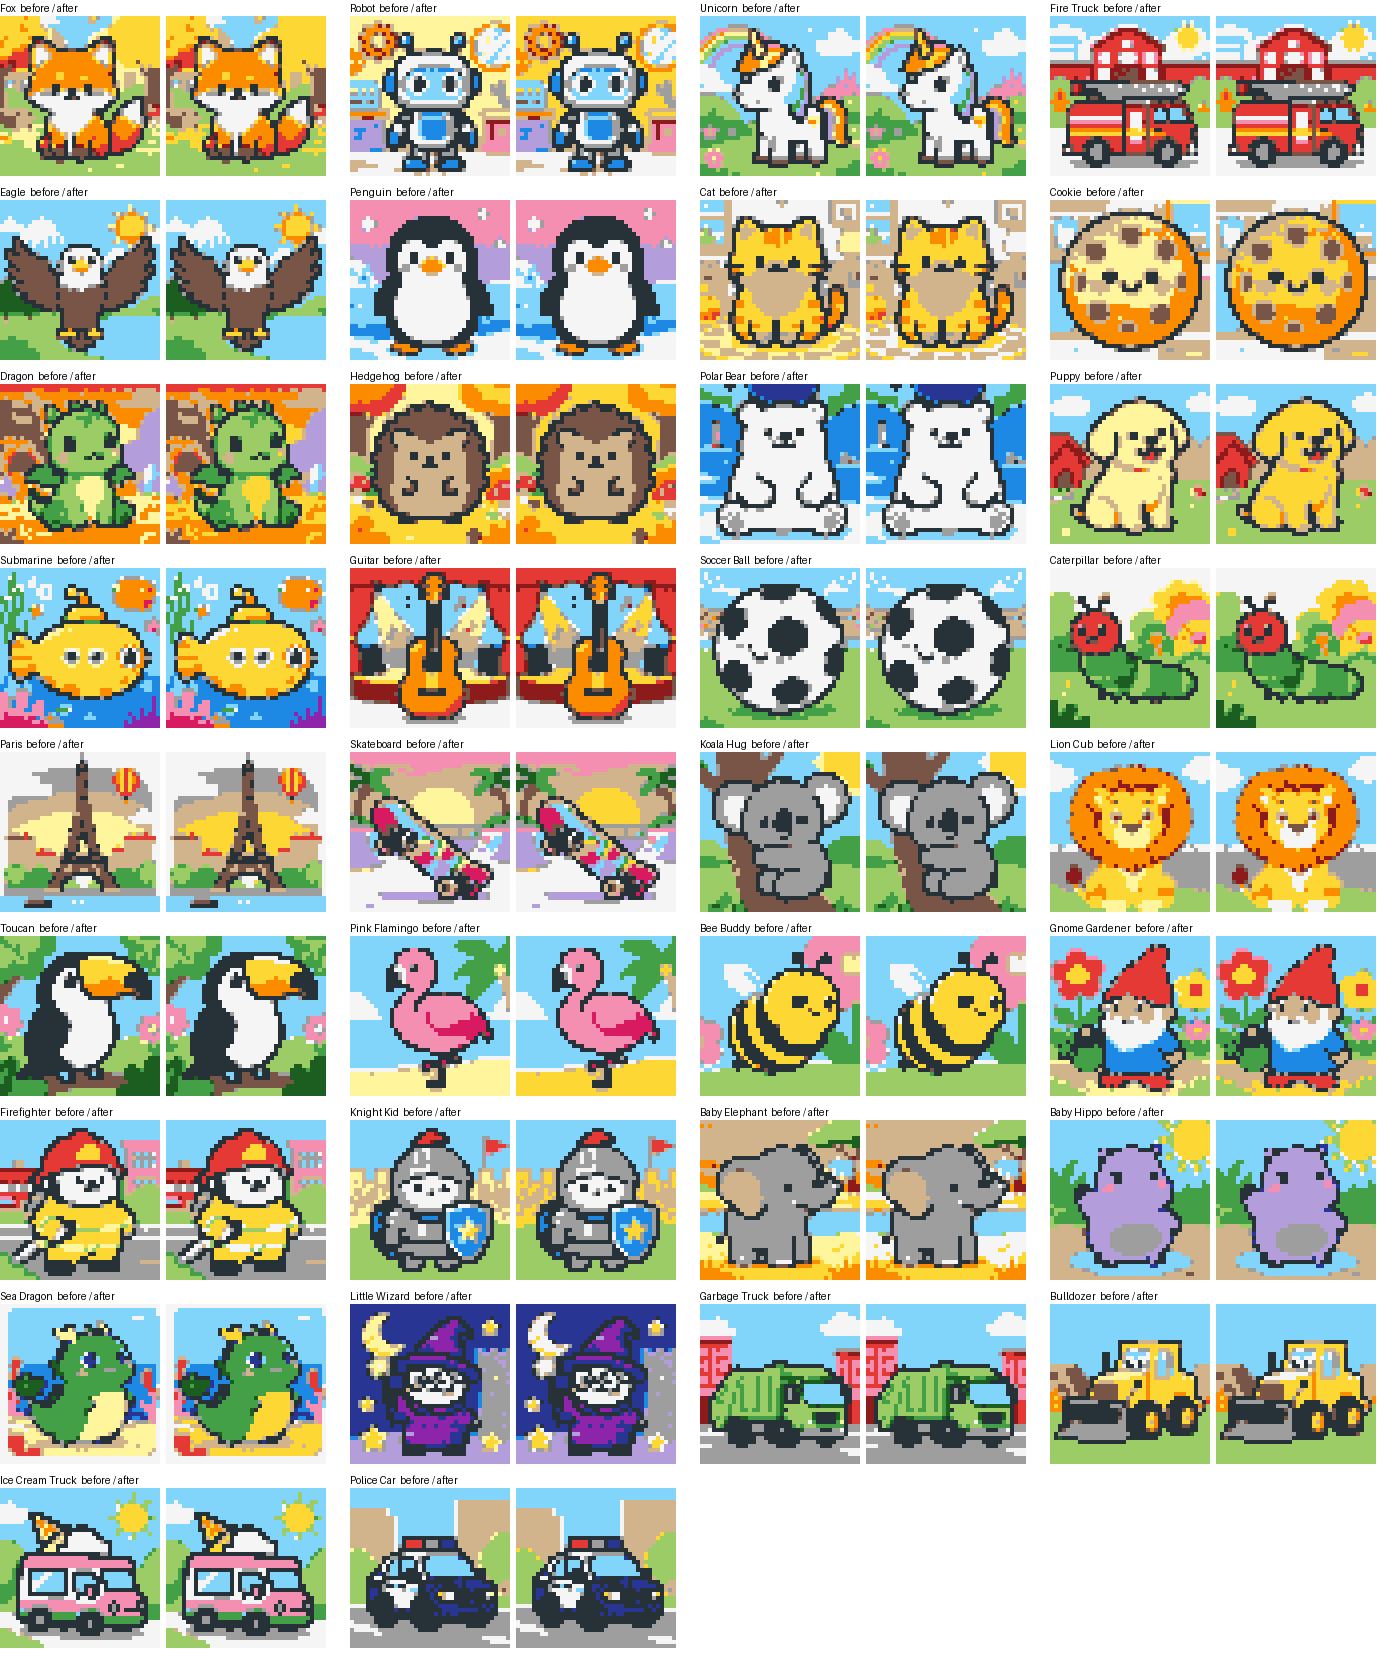 Fox before/after
Robot before/after
Unicorn before/after
Fire Truck before/after
Eagle before/after
Penguin before/after
Cat before/after
Cookie before/after
Dragon before/after
Hedgehog before/after
Polar Bear before/after
Puppy before/after
Submarine before/after
Guitar before/after
Soccer Ball before/after
Caterpillar before/after
Paris before/after
Skateboard before/after
Koala Hug before/after
Lion Cub before/after
Toucan before/after
Pink Flamingo before/after
Bee Buddy before/after
Gnome Gardener before/after
Firefighter before/after
Knight Kid before/after
Baby Elephant before/after
Baby Hippo before/after
Sea Dragon before/after
Little Wizard before/after
Garbage Truck before/after
Bulldozer before/after
Ice Cream Truck before/after
Police Car before/after